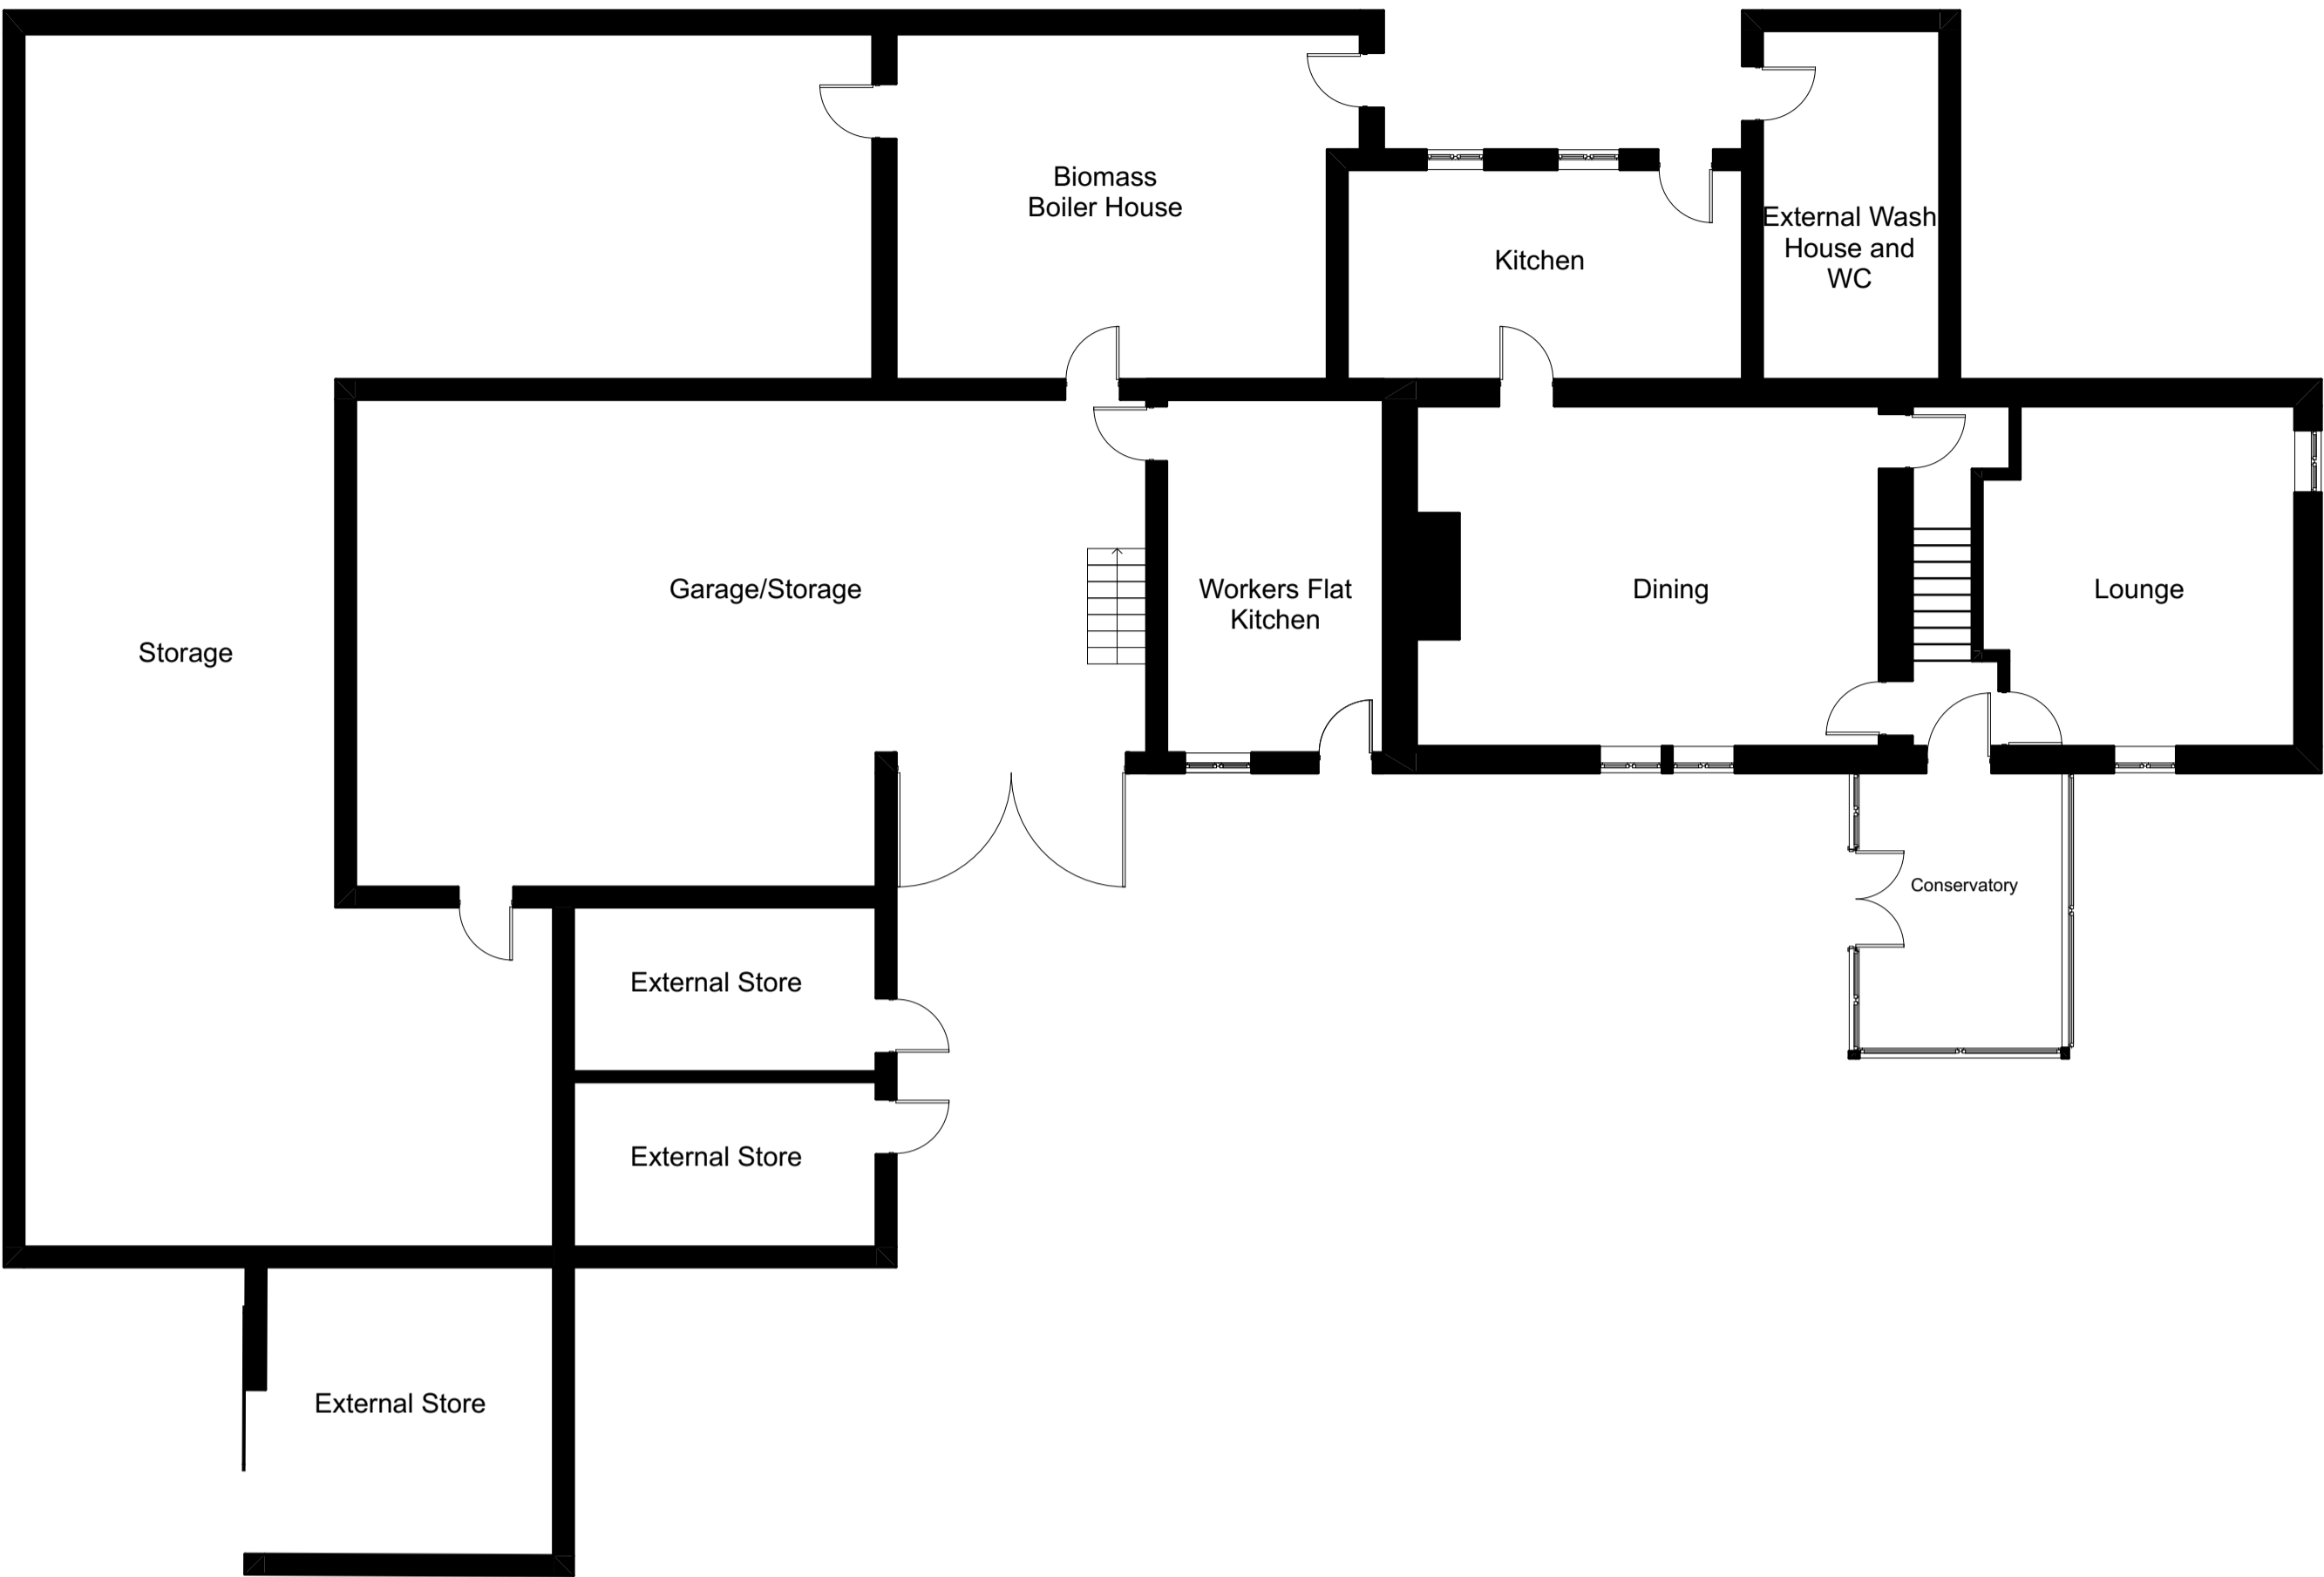 Biomass
Boiler House
External Wash
House and
WC
Kitchen
Garage/Storage
Workers Flat
Kitchen
Dining
Lounge
Storage
Conservatory
External Store
External Store
External Store